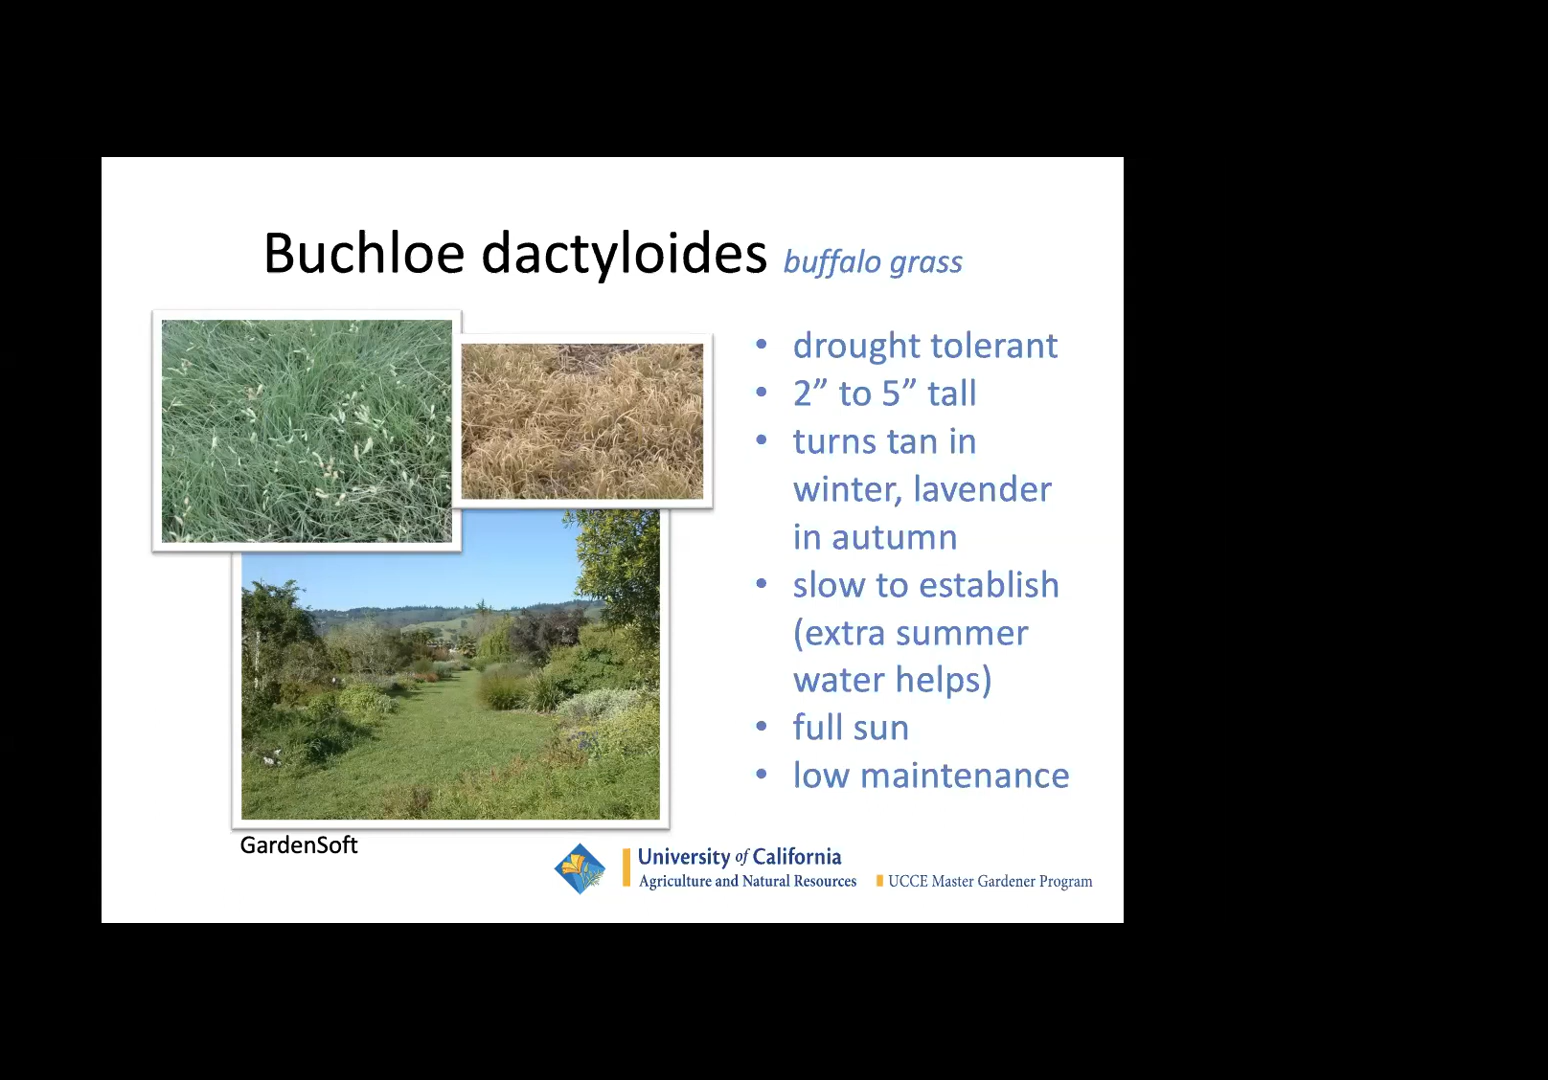 Buchloe dactyloides buffalo grass
• drought tolerant
• 2” to 5” tall
• turns tan in
winter, lavender
in autumn
• slow to establish
(extra summer
water helps)
• full sun
• low maintenance
GardenSoft
University of California
Agriculture and Natural Resources
UCCE Master Gardener Program